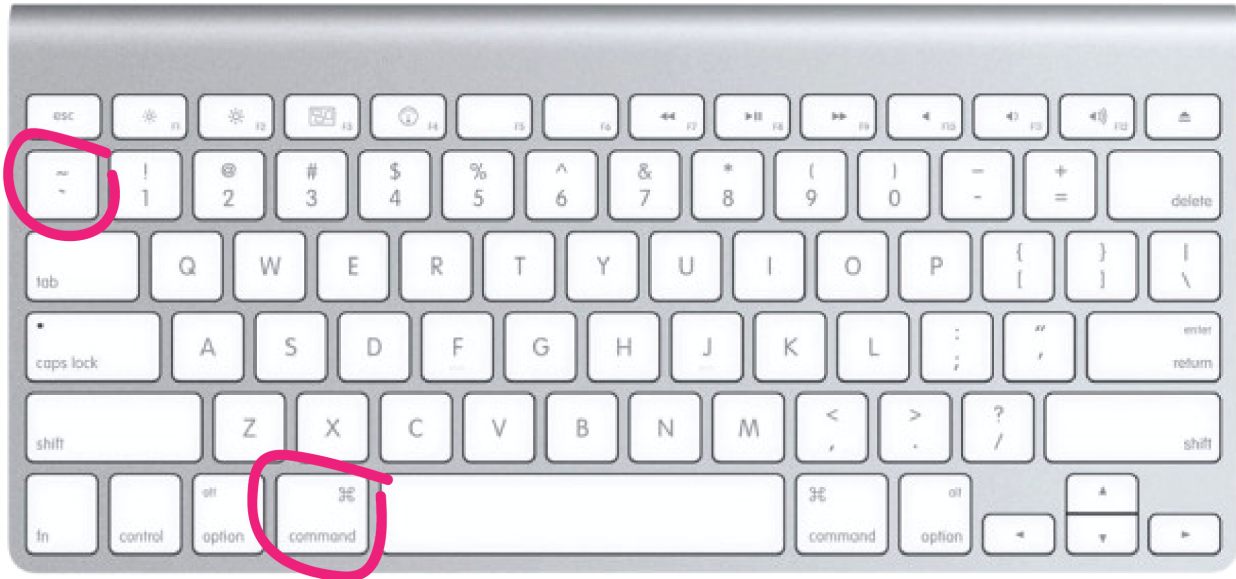 esc F1 F2 F3 F4 F5 F6 F7 F8 F9 F10 F11 F12
~ ! @ # $ % ^ & * ( ) — +
` 1 2 3 4 5 6 7 8 9 0 - = delete
tab Q W E R T Y U I O P { [ } ] | \
caps lock A S D F G H J K L : ; " ' enter return
shift Z X C V B N M < , > . ? / shift
fn control alt option ⌘ command ⌘ command alt option